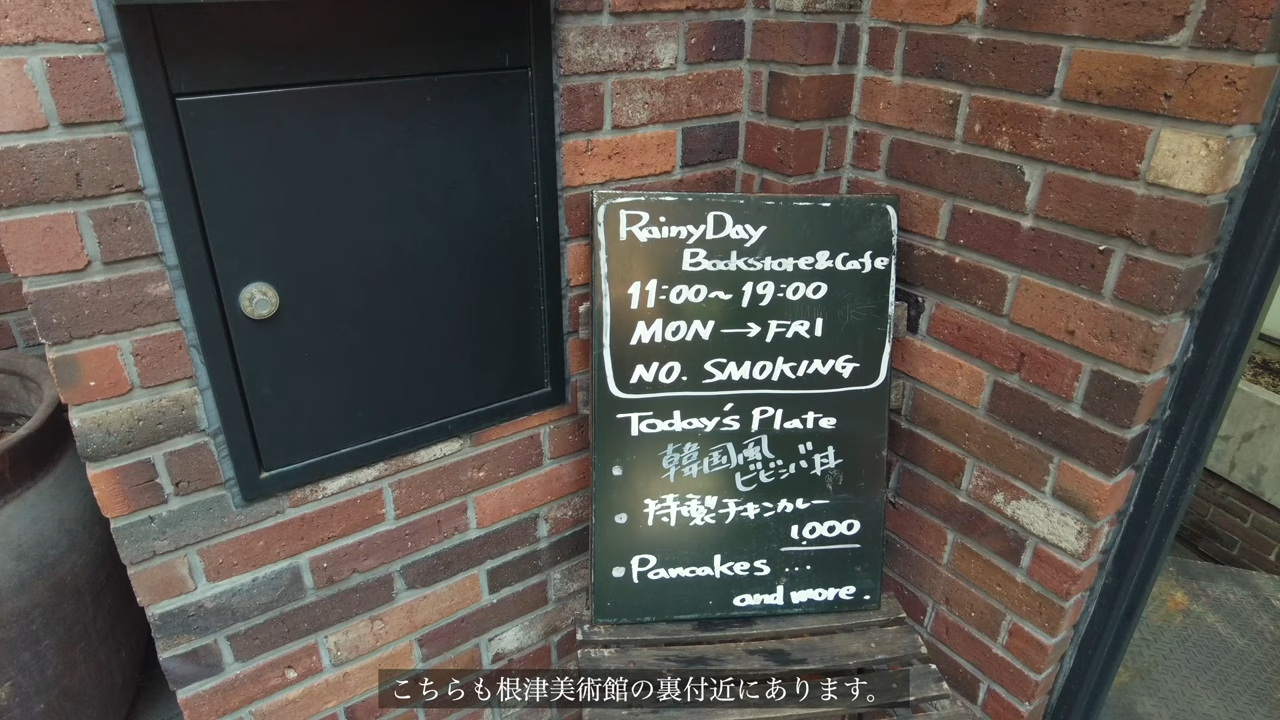 RainyDay
Bookstore&Cafe
11:00~19:00
MON→FRI
NO. SMOKING
Today's Plate
韓国風
ビビンバ丼
特製チキンカレー
1.000
Pancakes ...
and more.
こちらも根津美術館の裏付近にあります。